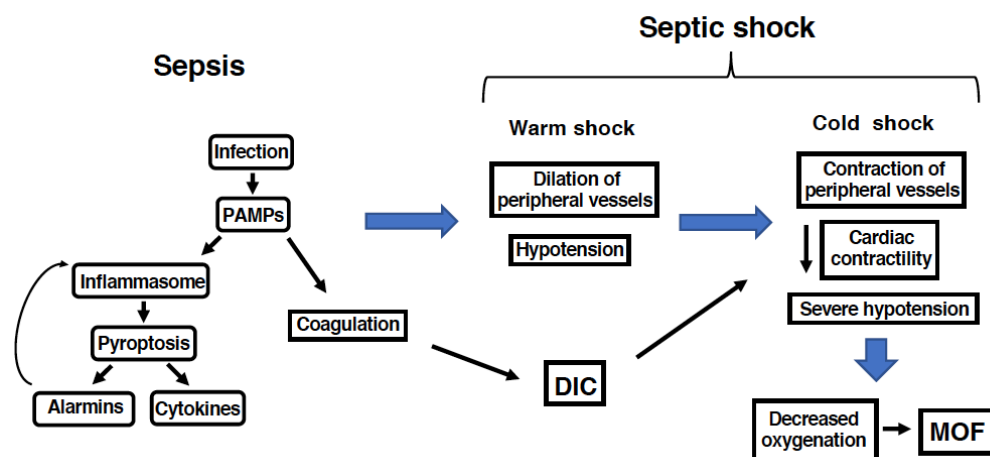 Septic shock
Sepsis
Warm shock
Cold shock
Infection
PAMPs
Inflammasome
Pyroptosis
Alarmins
Cytokines
Coagulation
Dilation of
peripheral vessels
Hypotension
DIC
Contraction of
peripheral vessels
Cardiac
contractility
Severe hypotension
Decreased
oxygenation
MOF